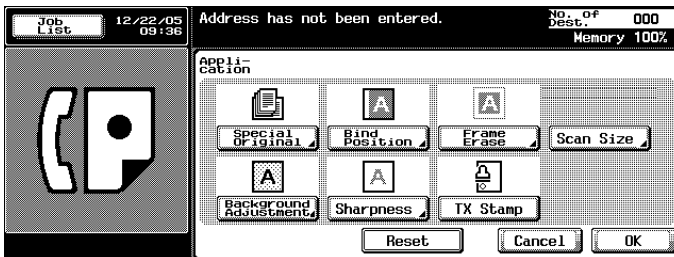 Job
List
12/22/05
09:36
Address has not been entered.
No. of
Dest.
000
Memory 100%
Appli-
cation
A
A
Special
Original
Bind
Position
Frame
Erase
Scan Size
A
A
Background
Adjustment
Sharpness
TX Stamp
Reset
Cancel
OK